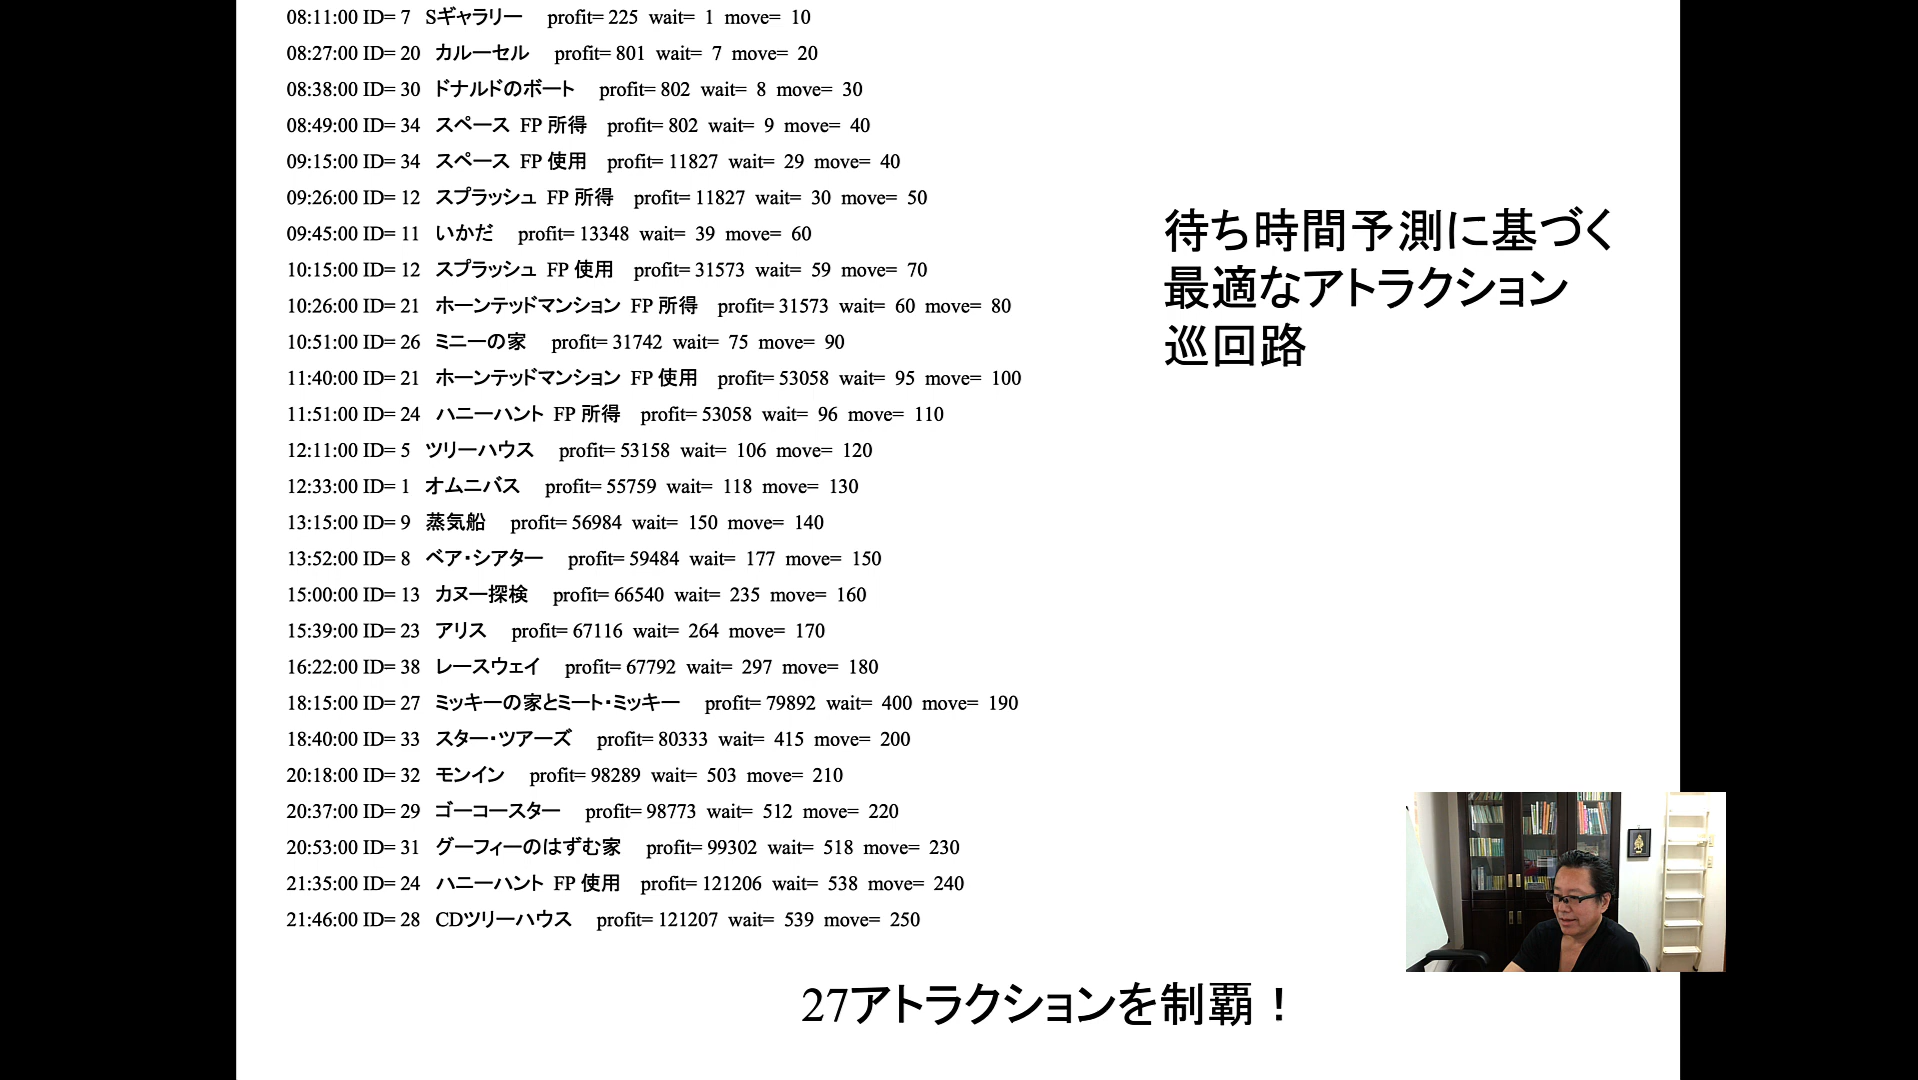 08:11:00 ID= 7 Sギャラリー profit= 225 wait= 1 move= 10
08:27:00 ID= 20 カルーセル profit= 801 wait= 7 move= 20
08:38:00 ID= 30 ドナルドのボート profit= 802 wait= 8 move= 30
08:49:00 ID= 34 スペース FP 所得 profit= 802 wait= 9 move= 40
09:15:00 ID= 34 スペース FP 使用 profit= 11827 wait= 29 move= 40
09:26:00 ID= 12 スプラッシュ FP 所得 profit= 11827 wait= 30 move= 50
09:45:00 ID= 11 いかだ profit= 13348 wait= 39 move= 60
10:15:00 ID= 12 スプラッシュ FP 使用 profit= 31573 wait= 59 move= 70
10:26:00 ID= 21 ホーンテッドマンション FP 所得 profit= 31573 wait= 60 move= 80
10:51:00 ID= 26 ミニーの家 profit= 31742 wait= 75 move= 90
11:40:00 ID= 21 ホーンテッドマンション FP 使用 profit= 53058 wait= 95 move= 100
11:51:00 ID= 24 ハニーハント FP 所得 profit= 53058 wait= 96 move= 110
12:11:00 ID= 5 ツリーハウス profit= 53158 wait= 106 move= 120
12:33:00 ID= 1 オムニバス profit= 55759 wait= 118 move= 130
13:15:00 ID= 9 蒸気船 profit= 56984 wait= 150 move= 140
13:52:00 ID= 8 ベア・シアター profit= 59484 wait= 177 move= 150
15:00:00 ID= 13 カヌー探検 profit= 66540 wait= 235 move= 160
15:39:00 ID= 23 アリス profit= 67116 wait= 264 move= 170
16:22:00 ID= 38 レースウェイ profit= 67792 wait= 297 move= 180
18:15:00 ID= 27 ミッキーの家とミート・ミッキー profit= 79892 wait= 400 move= 190
18:40:00 ID= 33 スター・ツアーズ profit= 80333 wait= 415 move= 200
20:18:00 ID= 32 モンイン profit= 98289 wait= 503 move= 210
20:37:00 ID= 29 ゴーコースター profit= 98773 wait= 512 move= 220
20:53:00 ID= 31 グーフィーのはずむ家 profit= 99302 wait= 518 move= 230
21:35:00 ID= 24 ハニーハント FP 使用 profit= 121206 wait= 538 move= 240
21:46:00 ID= 28 CDツリーハウス profit= 121207 wait= 539 move= 250
待ち時間予測に基づく
最適なアトラクション
巡回路
27アトラクションを制覇！